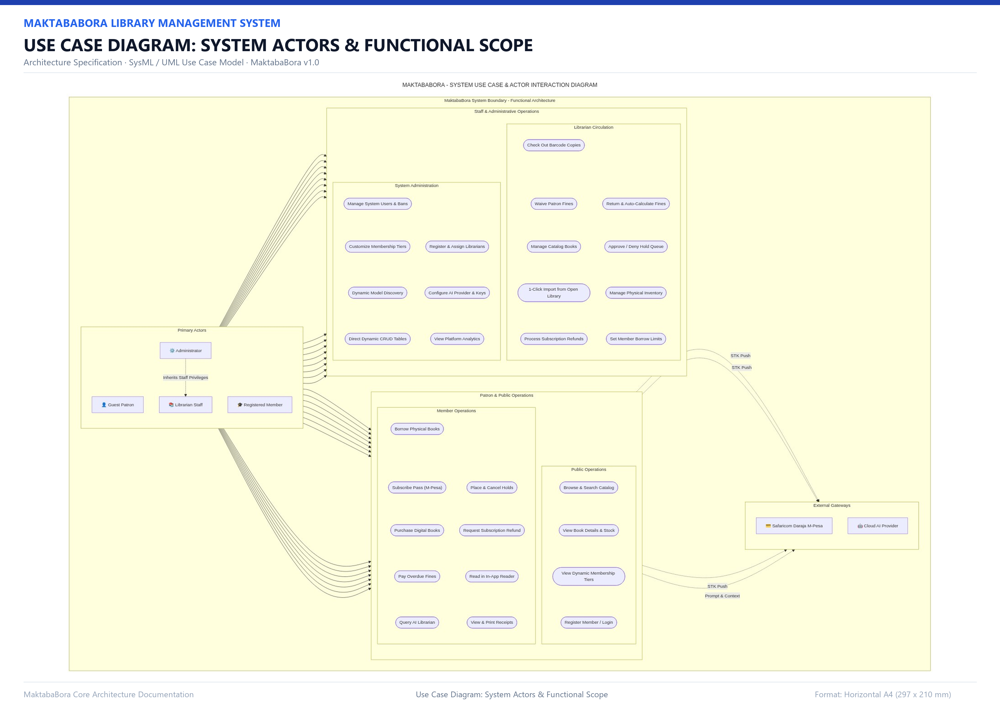 MAKTABABORA LIBRARY MANAGEMENT SYSTEM
USE CASE DIAGRAM: SYSTEM ACTORS & FUNCTIONAL SCOPE
Architecture Specification · SysML / UML Use Case Model · MaktabaBora v1.0
MAKTABABORA - SYSTEM USE CASE & ACTOR INTERACTION DIAGRAM
MaktabaBora System Boundary - Functional Architecture
Staff & Administrative Operations
Librarian Circulation
Check Out Barcode Copies
Waive Patron Fines
Return & Auto-Calculate Fines
Manage Catalog Books
Approve / Deny Hold Queue
1-Click Import from Open
Library
Manage Physical Inventory
Process Subscription Refunds
Set Member Borrow Limits
System Administration
Manage System Users & Bans
Customize Membership Tiers
Register & Assign Librarians
Dynamic Model Discovery
Configure AI Provider & Keys
Direct Dynamic CRUD Tables
View Platform Analytics
Primary Actors
⚙️ Administrator
Inherits Staff Privileges
👤 Guest Patron
📚 Librarian Staff
🎓 Registered Member
STK Push
STK Push
Patron & Public Operations
Member Operations
Borrow Physical Books
Subscribe Pass (M-Pesa)
Place & Cancel Holds
Purchase Digital Books
Request Subscription Refund
Pay Overdue Fines
Read in In-App Reader
Query AI Librarian
View & Print Receipts
Public Operations
Browse & Search Catalog
View Book Details & Stock
View Dynamic Membership
Tiers
Register Member / Login
External Gateways
💳 Safaricom Daraja M-Pesa
🤖 Cloud AI Provider
STK Push
Prompt & Context
MaktabaBora Core Architecture Documentation
Use Case Diagram: System Actors & Functional Scope
Format: Horizontal A4 (297 x 210 mm)